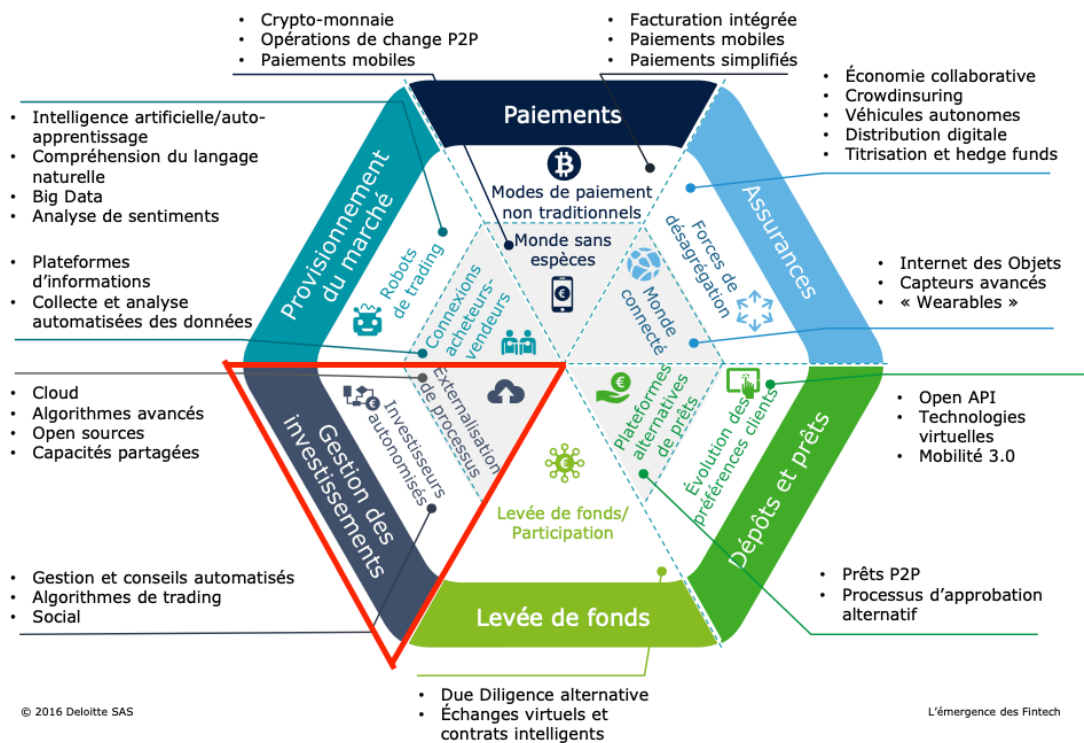 • Crypto-monnaie
• Opérations de change P2P
• Paiements mobiles
• Facturation intégrée
• Paiements mobiles
• Paiements simplifiés
• Économie collaborative
• Crowdinsuring
• Véhicules autonomes
• Distribution digitale
• Titrisation et hedge funds
• Intelligence artificielle/auto-
apprentissage
• Compréhension du langage
naturelle
• Big Data
• Analyse de sentiments
• Plateformes
d’informations
• Collecte et analyse
automatisées des données
Paiements
Modes de paiement
non traditionnels
Monde sans
espèces
Provisionnement
du marché
Robots
de trading
Connexions
acheteurs-
vendeurs
Assurances
Forces de
désagrégation
Monde
connecté
• Internet des Objets
• Capteurs avancés
• « Wearables »
• Cloud
• Algorithmes avancés
• Open sources
• Capacités partagées
Gestion des
investissements
Investisseurs
autonomisés
Externalisation
de processus
Plateformes
alternatives
de prêts
Évolution des
préférences clients
Dépôts et prêts
• Open API
• Technologies
virtuelles
• Mobilité 3.0
Levée de fonds/
Participation
Levée de fonds
• Gestion et conseils automatisés
• Algorithmes de trading
• Social
• Prêts P2P
• Processus d’approbation
alternatif
• Due Diligence alternative
• Échanges virtuels et
contrats intelligents
© 2016 Deloitte SAS
L’émergence des Fintech